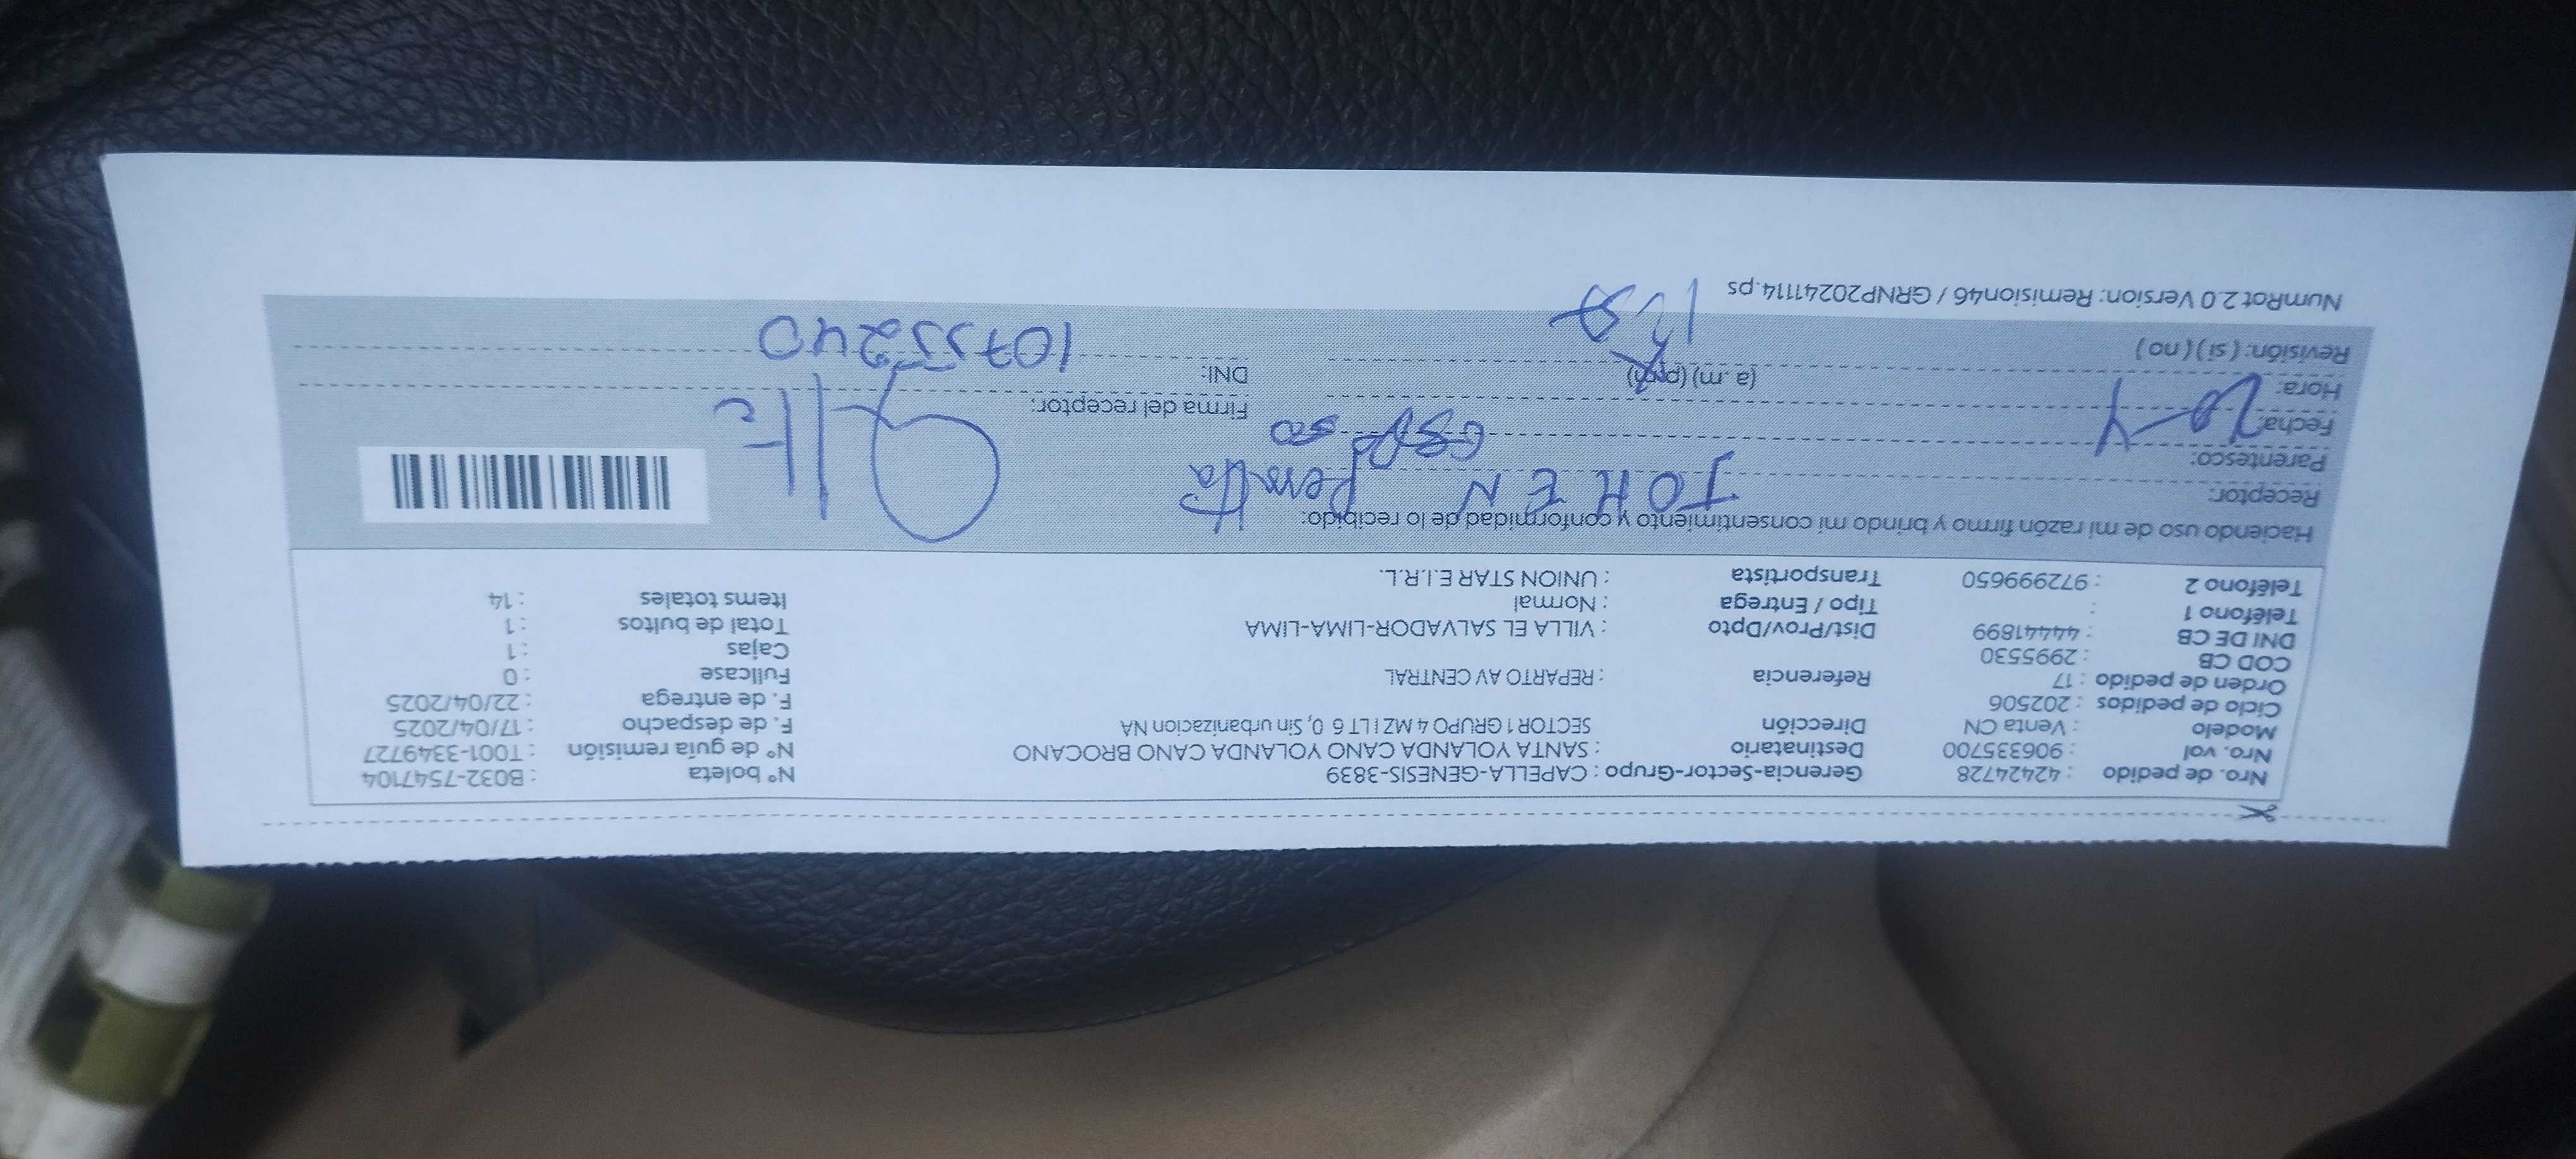 Nro. de pedido : 42424728 Gerencia-Sector-Grupo : CAPELLA-GENESIS-3839 N° boleta : B032-7547104
Nro. vol : 906335700 Destinatario : SANTA YOLANDA CANO YOLANDA CANO BROCANO N° de guía remisión : T001-3349727
Modelo : Venta CN Dirección SECTOR 1 GRUPO 4 MZ I LT 6 0, Sin urbanizacion NA F. de despacho : 17/04/2025
Ciclo de pedidos : 202506 F. de entrega : 22/04/2025
Orden de pedido : 17 Referencia : REPARTO AV CENTRAL Fullcase : 0
COD CB : 2995530 Cajas : 1
DNI DE CB : 44441899 Dist/Prov/Dpto : VILLA EL SALVADOR-LIMA-LIMA Total de bultos : 1
Teléfono 1 : Tipo / Entrega : Normal Items totales : 14
Teléfono 2 : 972999650 Transportista : UNION STAR E.I.R.L.
Haciendo uso de mi razón firmo y brindo mi consentimiento y conformidad de lo recibido:
Receptor: JOHEN
Parentesco:
Fecha: Firma del receptor:
Hora: (a.m) (p.m) DNI: 10755240
Revisión: (si) (no)
NumRot 2.0 Version: Remision46 / GRNP20241114.ps